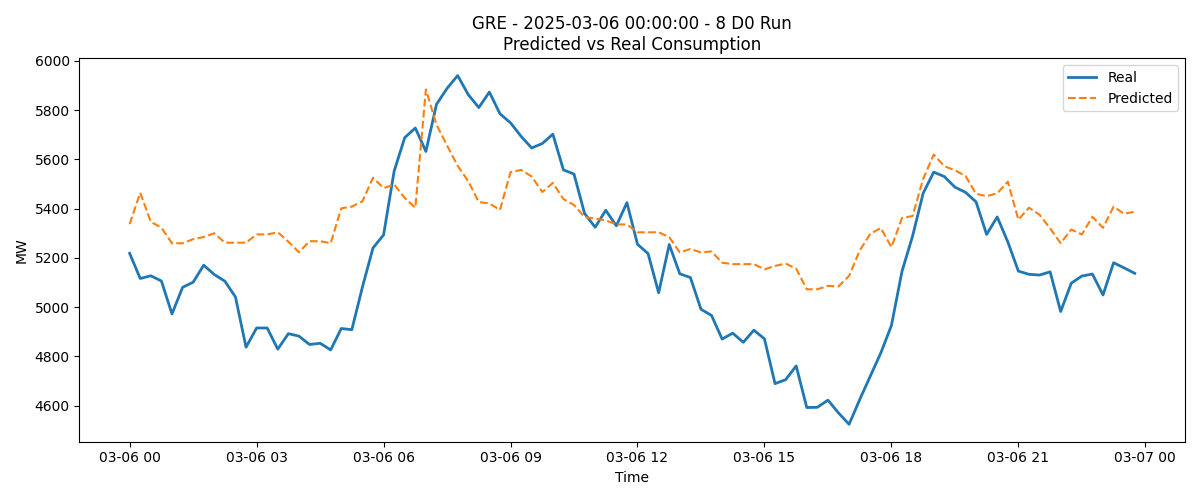 GRE - 2025-03-06 00:00:00 - 8 D0 Run
Predicted vs Real Consumption
Real
Predicted
MW
6000
5800
5600
5400
5200
5000
4800
4600
03-06 00
03-06 03
03-06 06
03-06 09
03-06 12
03-06 15
03-06 18
03-06 21
03-07 00
Time